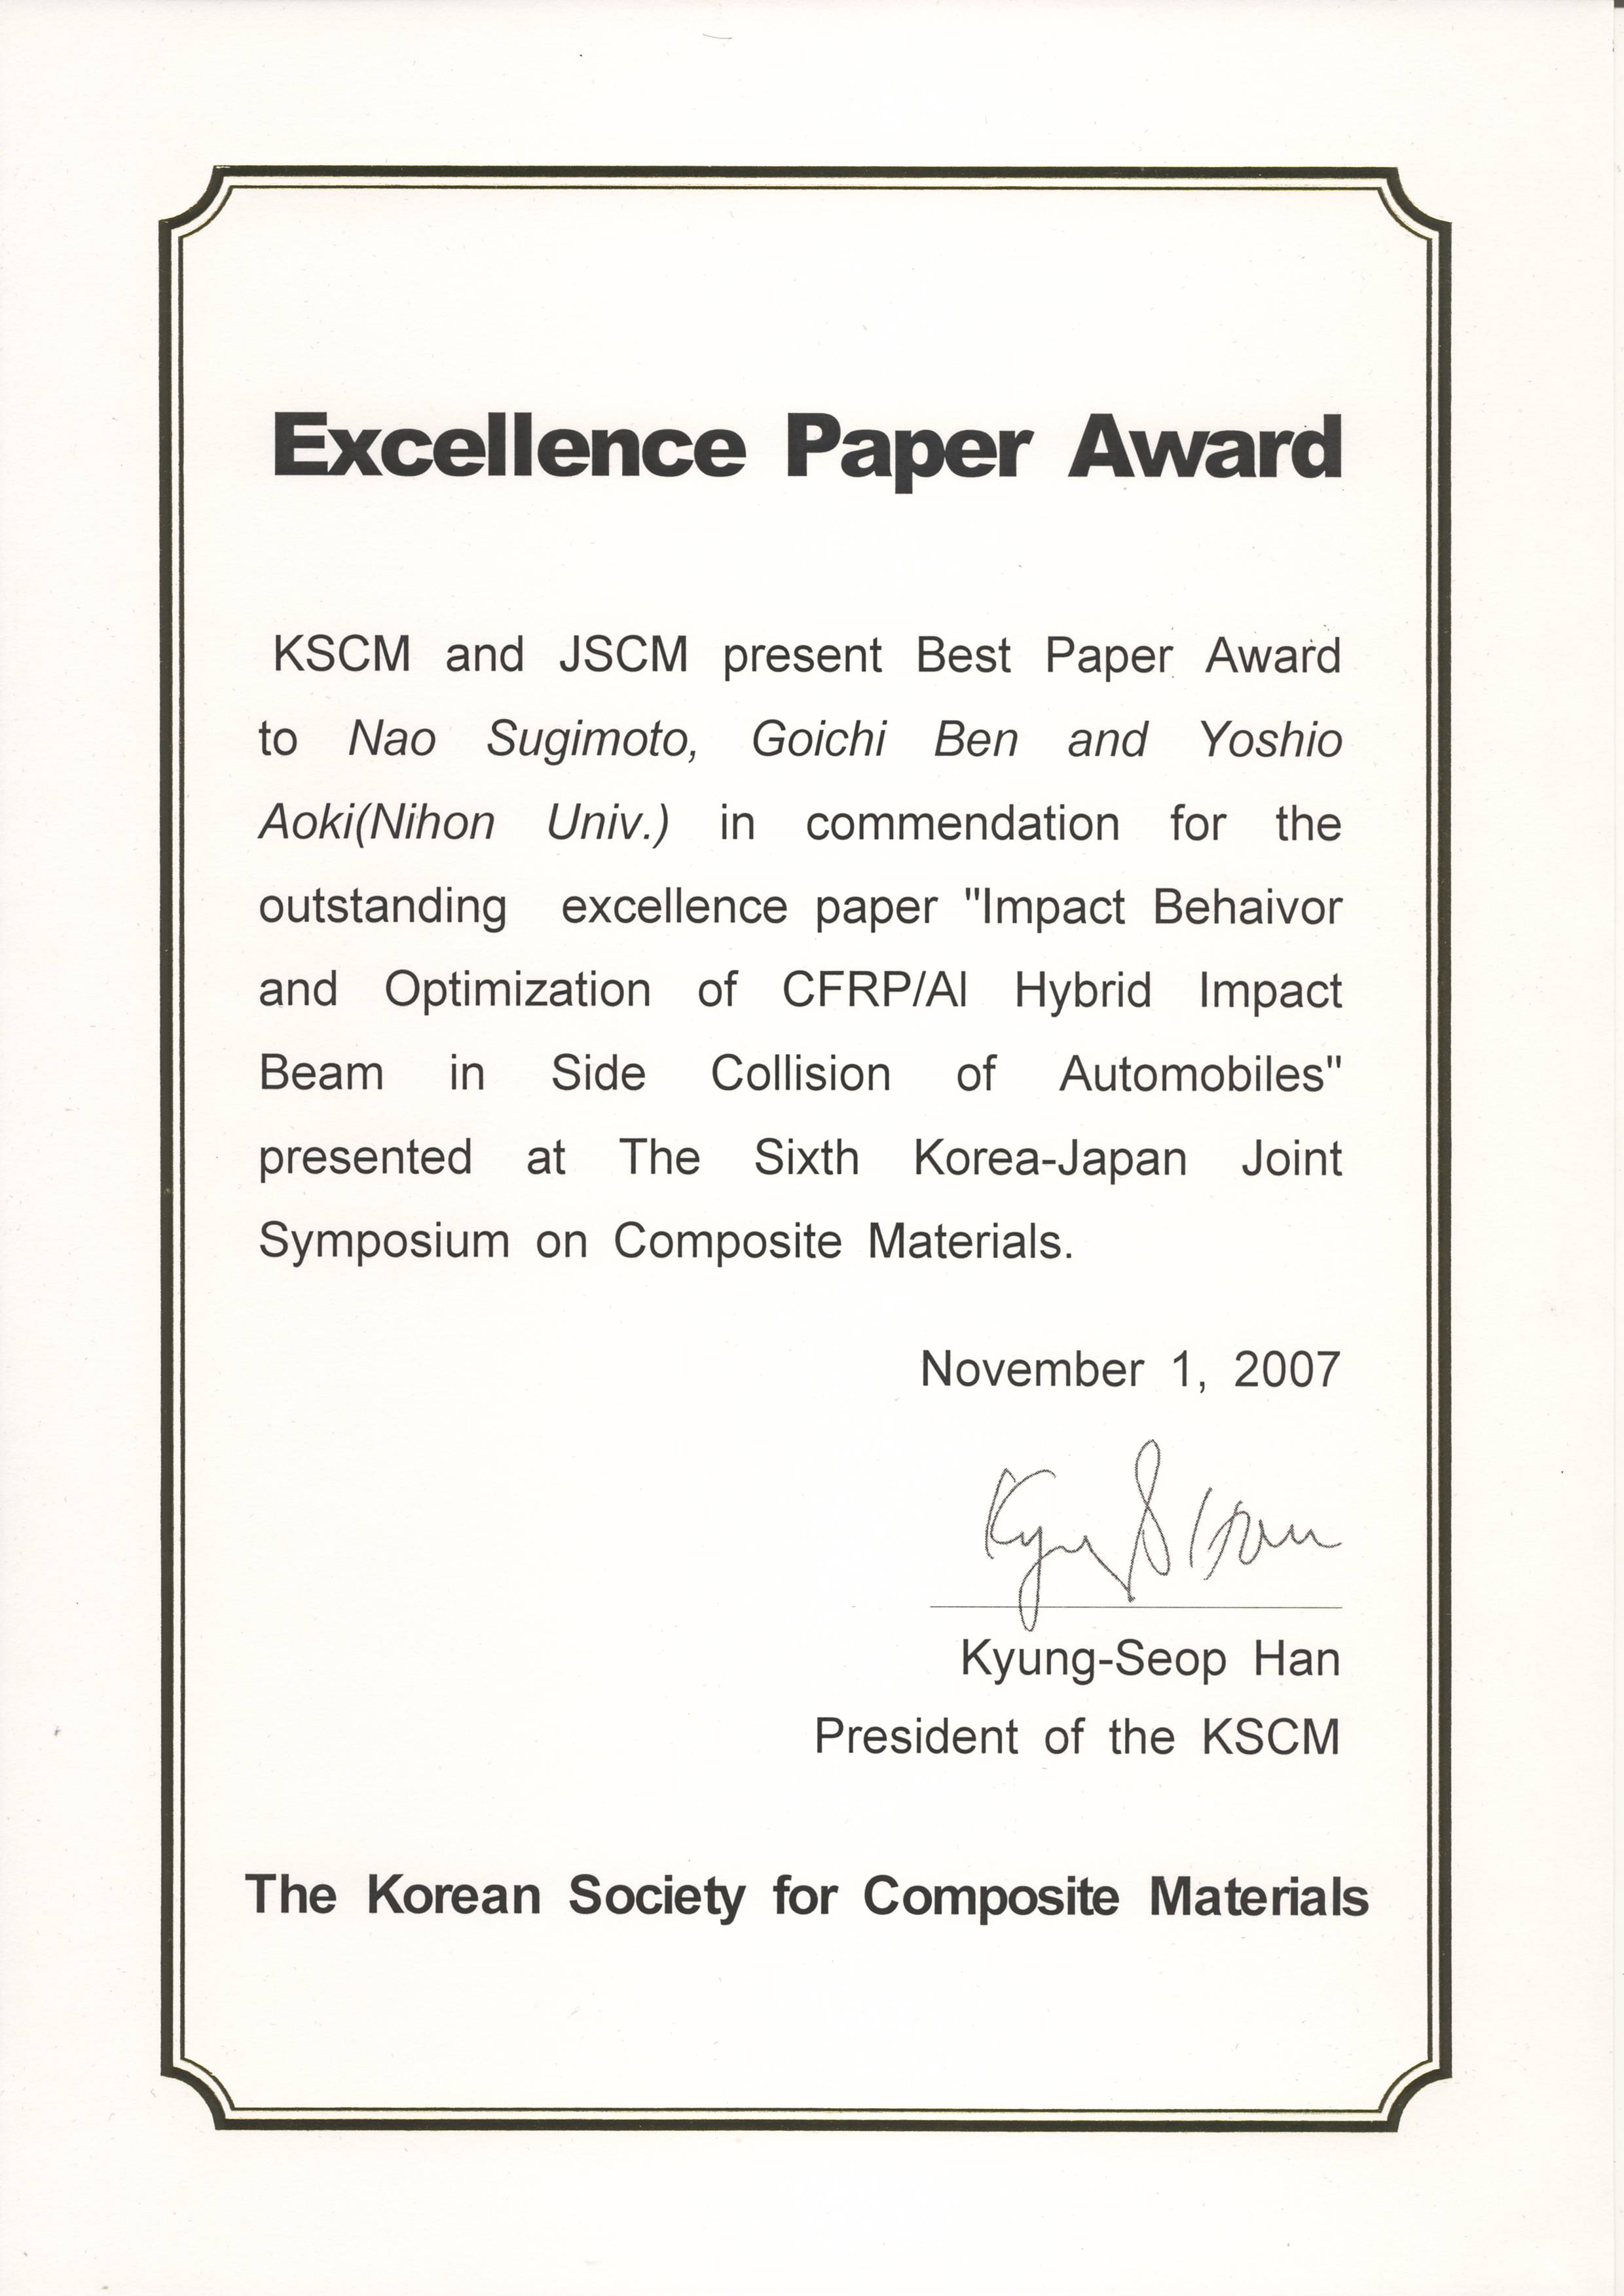 Excellence Paper Award
KSCM and JSCM present Best Paper Award
to Nao Sugimoto, Goichi Ben and Yoshio
Aoki(Nihon Univ.) in commendation for the
outstanding excellence paper "Impact Behaivor
and Optimization of CFRP/Al Hybrid Impact
Beam in Side Collision of Automobiles"
presented at The Sixth Korea-Japan Joint
Symposium on Composite Materials.
November 1, 2007
Kyung-Seop Han
President of the KSCM
The Korean Society for Composite Materials